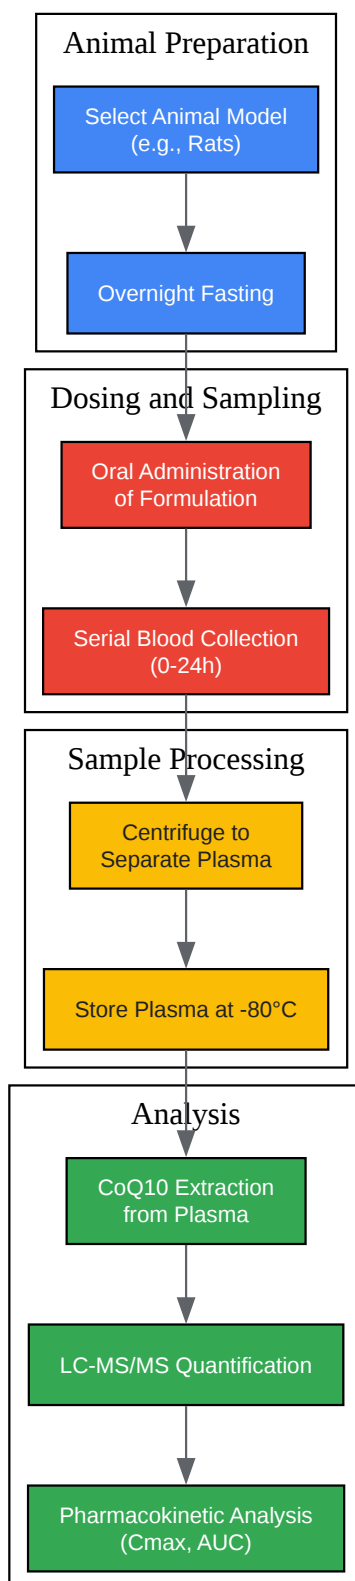 Animal Preparation
Select Animal Model
(e.g., Rats)
Overnight Fasting
Dosing and Sampling
Oral Administration
of Formulation
Serial Blood Collection
(0-24h)
Sample Processing
Centrifuge to
Separate Plasma
Store Plasma at -80°C
Analysis
CoQ10 Extraction
from Plasma
LC-MS/MS Quantification
Pharmacokinetic Analysis
(Cmax, AUC)